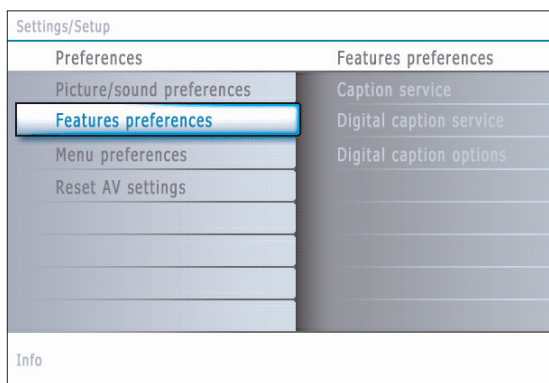 Settings/Setup
Preferences
Features preferences
Picture/sound preferences
Caption service
Features preferences
Digital caption service
Menu preferences
Digital caption options
Reset AV settings
Info